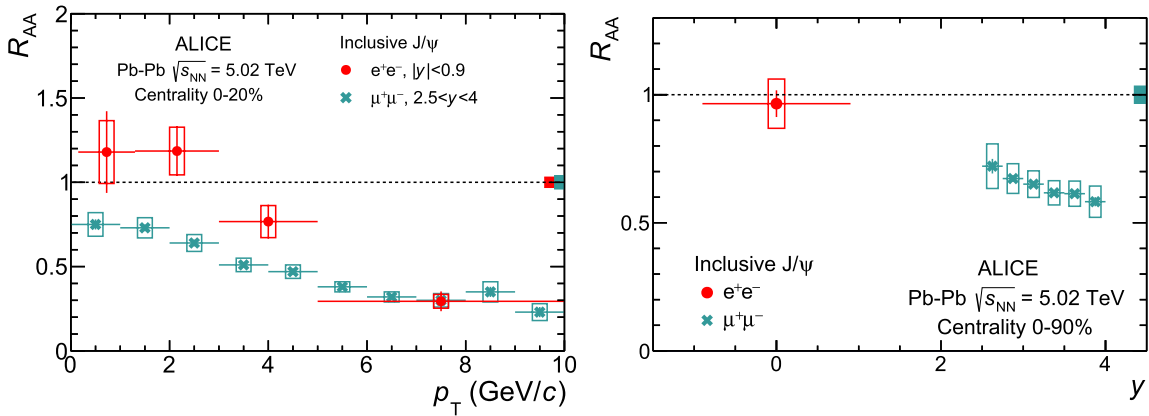 R_AA
2
1.5
1
0.5
0
ALICE
Pb-Pb √s_NN = 5.02 TeV
Centrality 0-20%
Inclusive J/ψ
e⁺e⁻, |y|<0.9
μ⁺μ⁻, 2.5<y<4
0 2 4 6 8 10
p_T (GeV/c)
R_AA
1
0.5
0
Inclusive J/ψ
e⁺e⁻
μ⁺μ⁻
ALICE
Pb-Pb √s_NN = 5.02 TeV
Centrality 0-90%
0 2 4
y